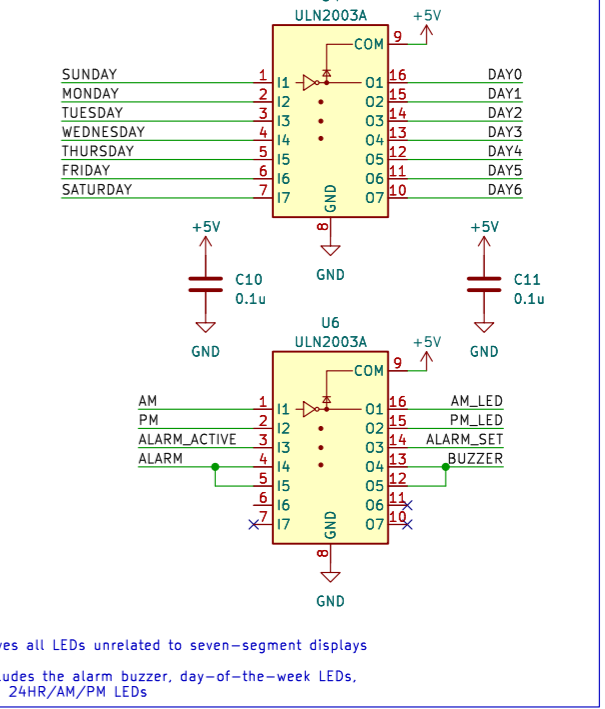 ULN2003A
+5V
9
COM
SUNDAY 1 I1 O1 16 DAY0
MONDAY 2 I2 O2 15 DAY1
TUESDAY 3 I3 O3 14 DAY2
WEDNESDAY 4 I4 O4 13 DAY3
THURSDAY 5 I5 O5 12 DAY4
FRIDAY 6 I6 O6 11 DAY5
SATURDAY 7 I7 O7 10 DAY6
GND
8
GND
+5V
C10
0.1u
GND
+5V
C11
0.1u
GND
U6
ULN2003A
+5V
9
COM
AM 1 I1 O1 16 AM_LED
PM 2 I2 O2 15 PM_LED
ALARM_ACTIVE 3 I3 O3 14 ALARM_SET
ALARM 4 I4 O4 13 BUZZER
5 I5 O5 12
6 I6 O6 11
7 I7 O7 10
GND
8
GND
all LEDs unrelated to seven-segment displays
the alarm buzzer, day-of-the-week LEDs,
24HR/AM/PM LEDs